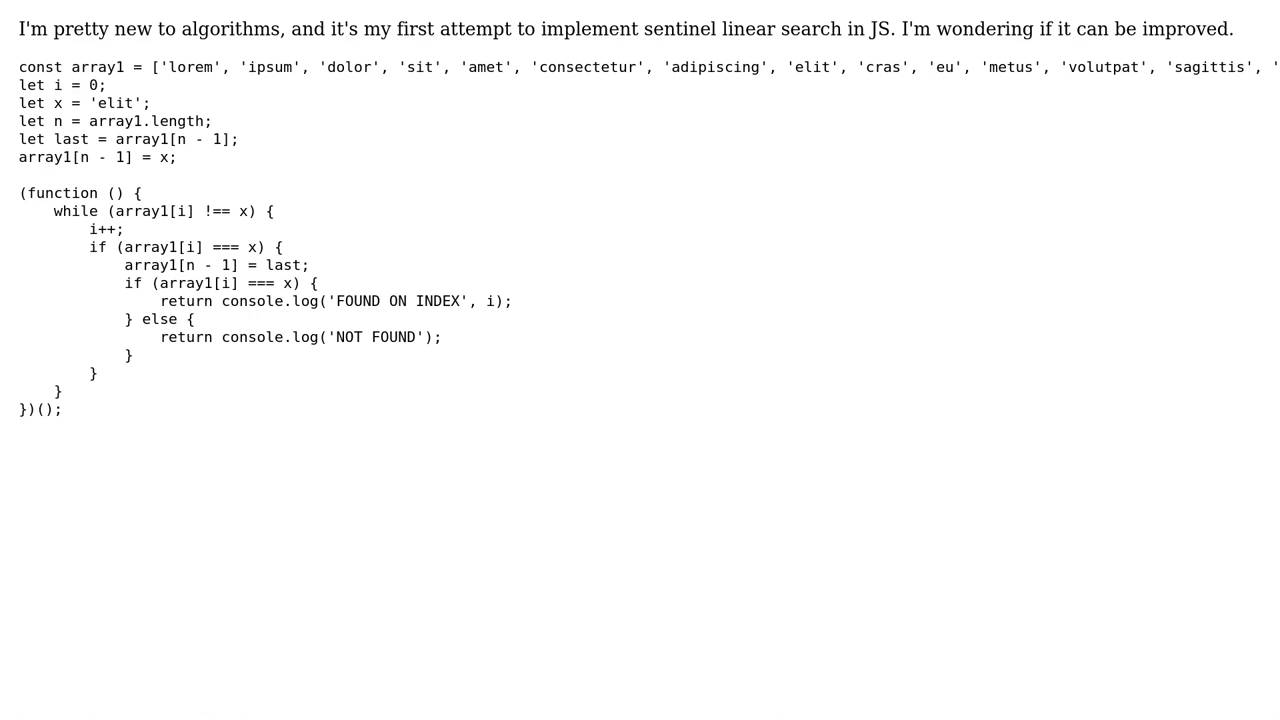 I'm pretty new to algorithms, and it's my first attempt to implement sentinel linear search in JS. I'm wondering if it can be improved.
const array1 = ['lorem', 'ipsum', 'dolor', 'sit', 'amet', 'consectetur', 'adipiscing', 'elit', 'cras', 'eu', 'metus', 'volutpat', 'sagittis', '
let i = 0;
let x = 'elit';
let n = array1.length;
let last = array1[n - 1];
array1[n - 1] = x;
(function () {
while (array1[i] !== x) {
i++;
if (array1[i] === x) {
array1[n - 1] = last;
if (array1[i] === x) {
return console.log('FOUND ON INDEX', i);
} else {
return console.log('NOT FOUND');
}
}
}
})();